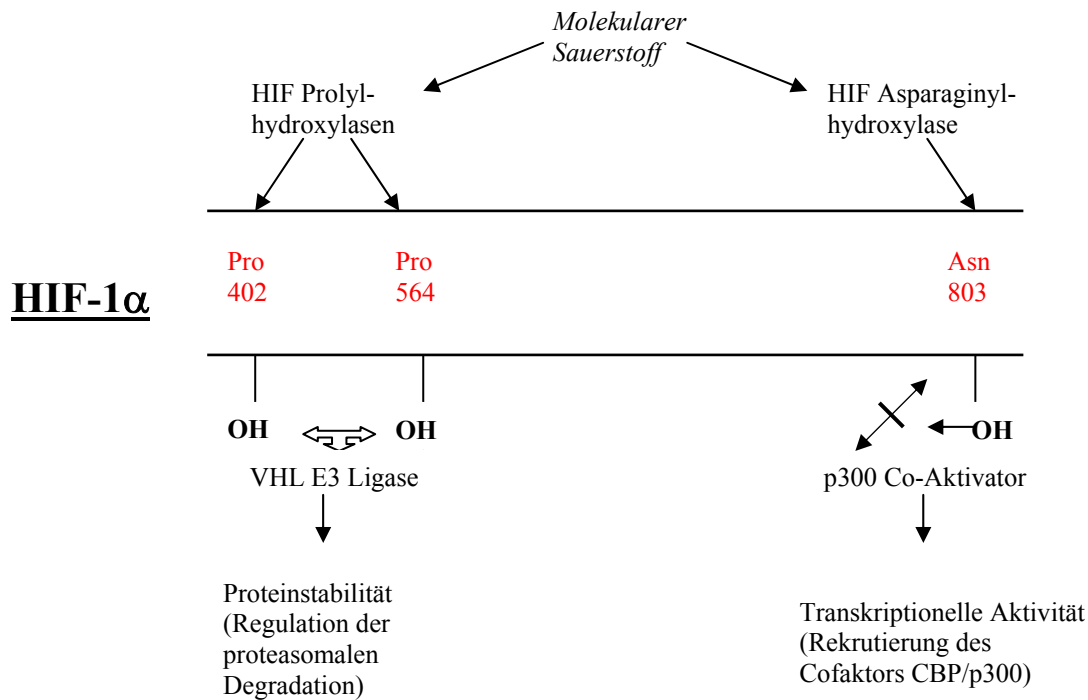 Molekularer
Sauerstoff
HIF Prolyl-
hydroxylasen
HIF Asparaginyl-
hydroxylase
Pro
402
Pro
564
Asn
803
HIF-1α
OH
OH
OH
VHL E3 Ligase
p300 Co-Aktivator
Proteinstabilität
(Regulation der
proteasomalen
Degradation)
Transkriptionelle Aktivität
(Rekrutierung des
Cofaktors CBP/p300)